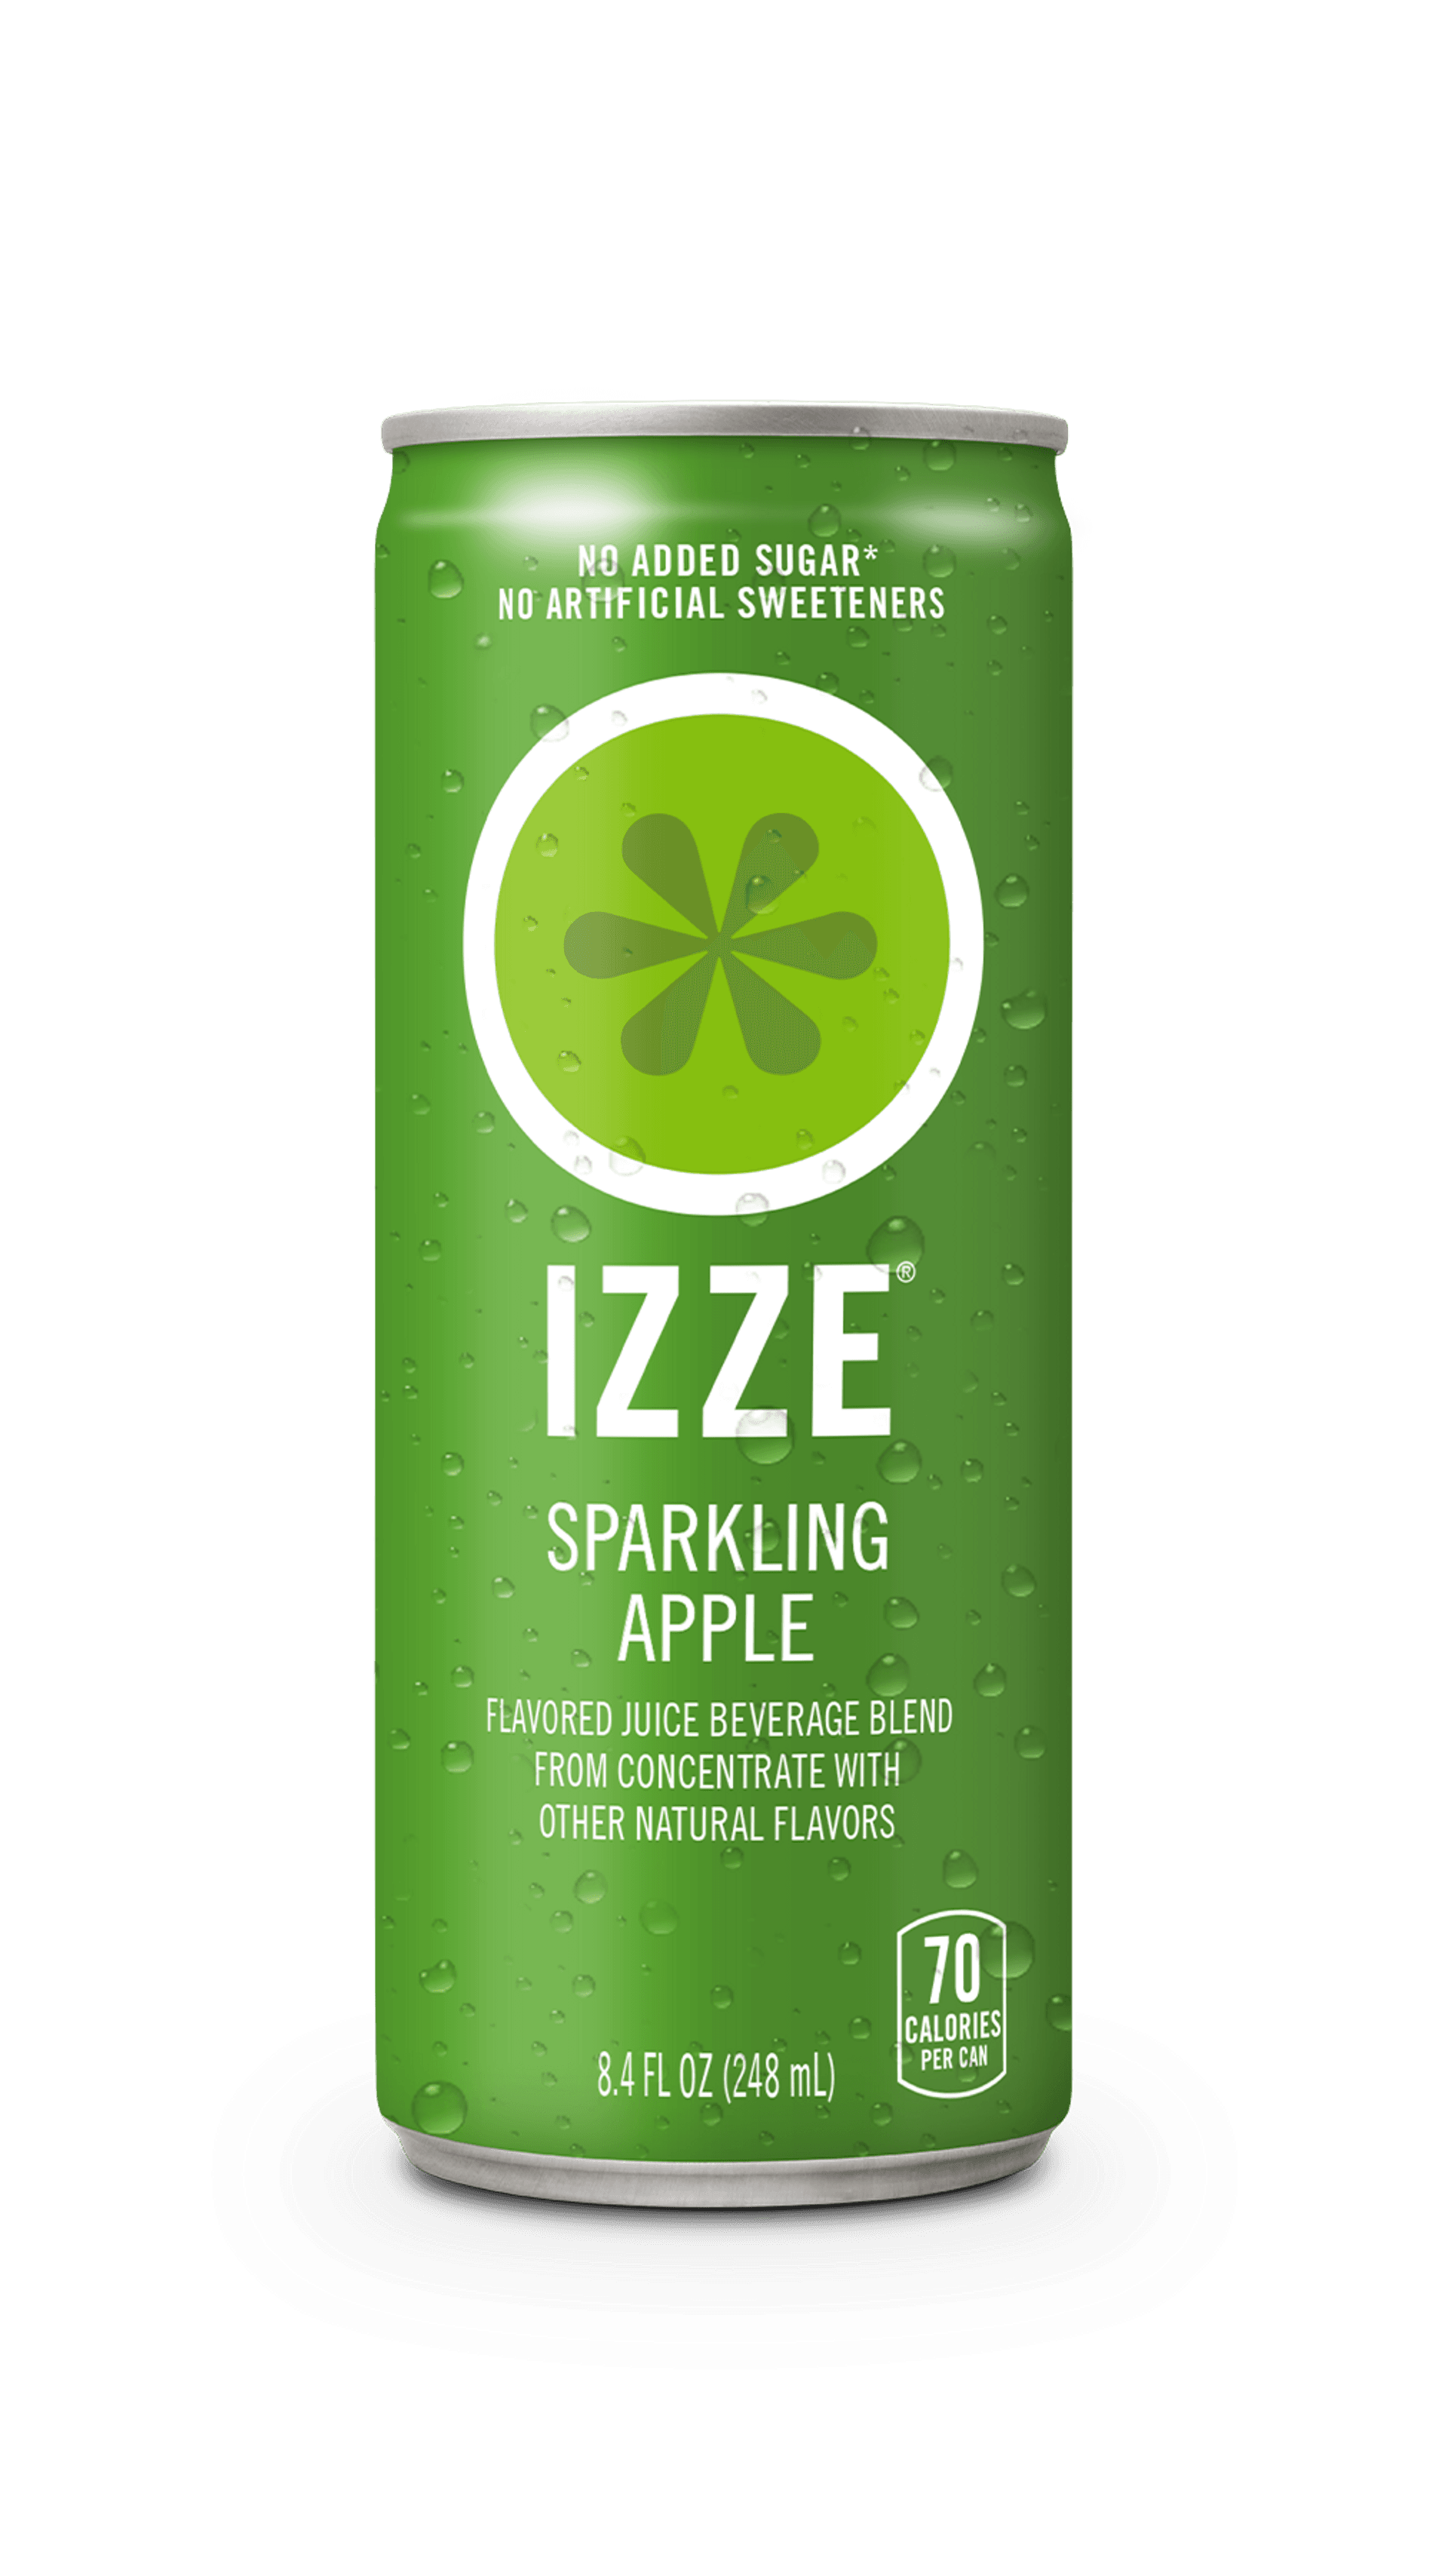 NO ADDED SUGAR*
NO ARTIFICIAL SWEETENERS
IZZE®
SPARKLING
APPLE
FLAVORED JUICE BEVERAGE BLEND
FROM CONCENTRATE WITH
OTHER NATURAL FLAVORS
70
CALORIES
PER CAN
8.4 FL OZ (248 mL)